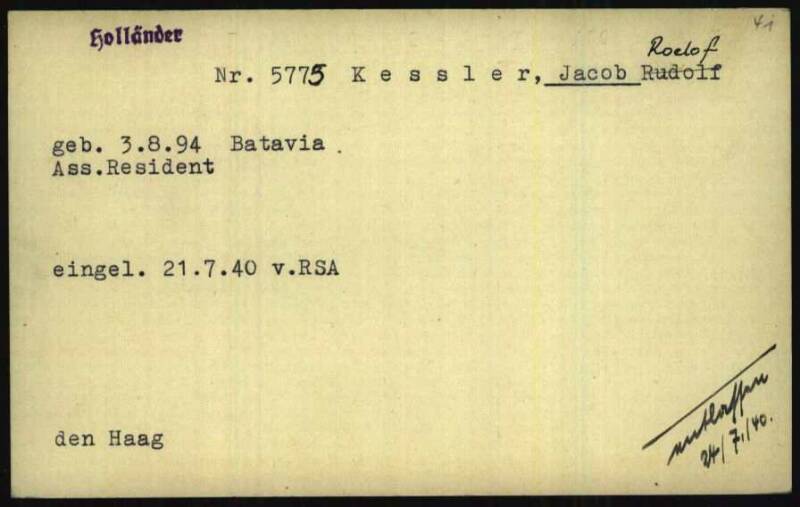 Holländer
41
Roelof
Nr. 5775 K e s s l e r, Jacob Rudolf
geb. 3.8.94 Batavia .
Ass.Resident
eingel. 21.7.40 v.RSA
entlassen
24/7./40.
den Haag